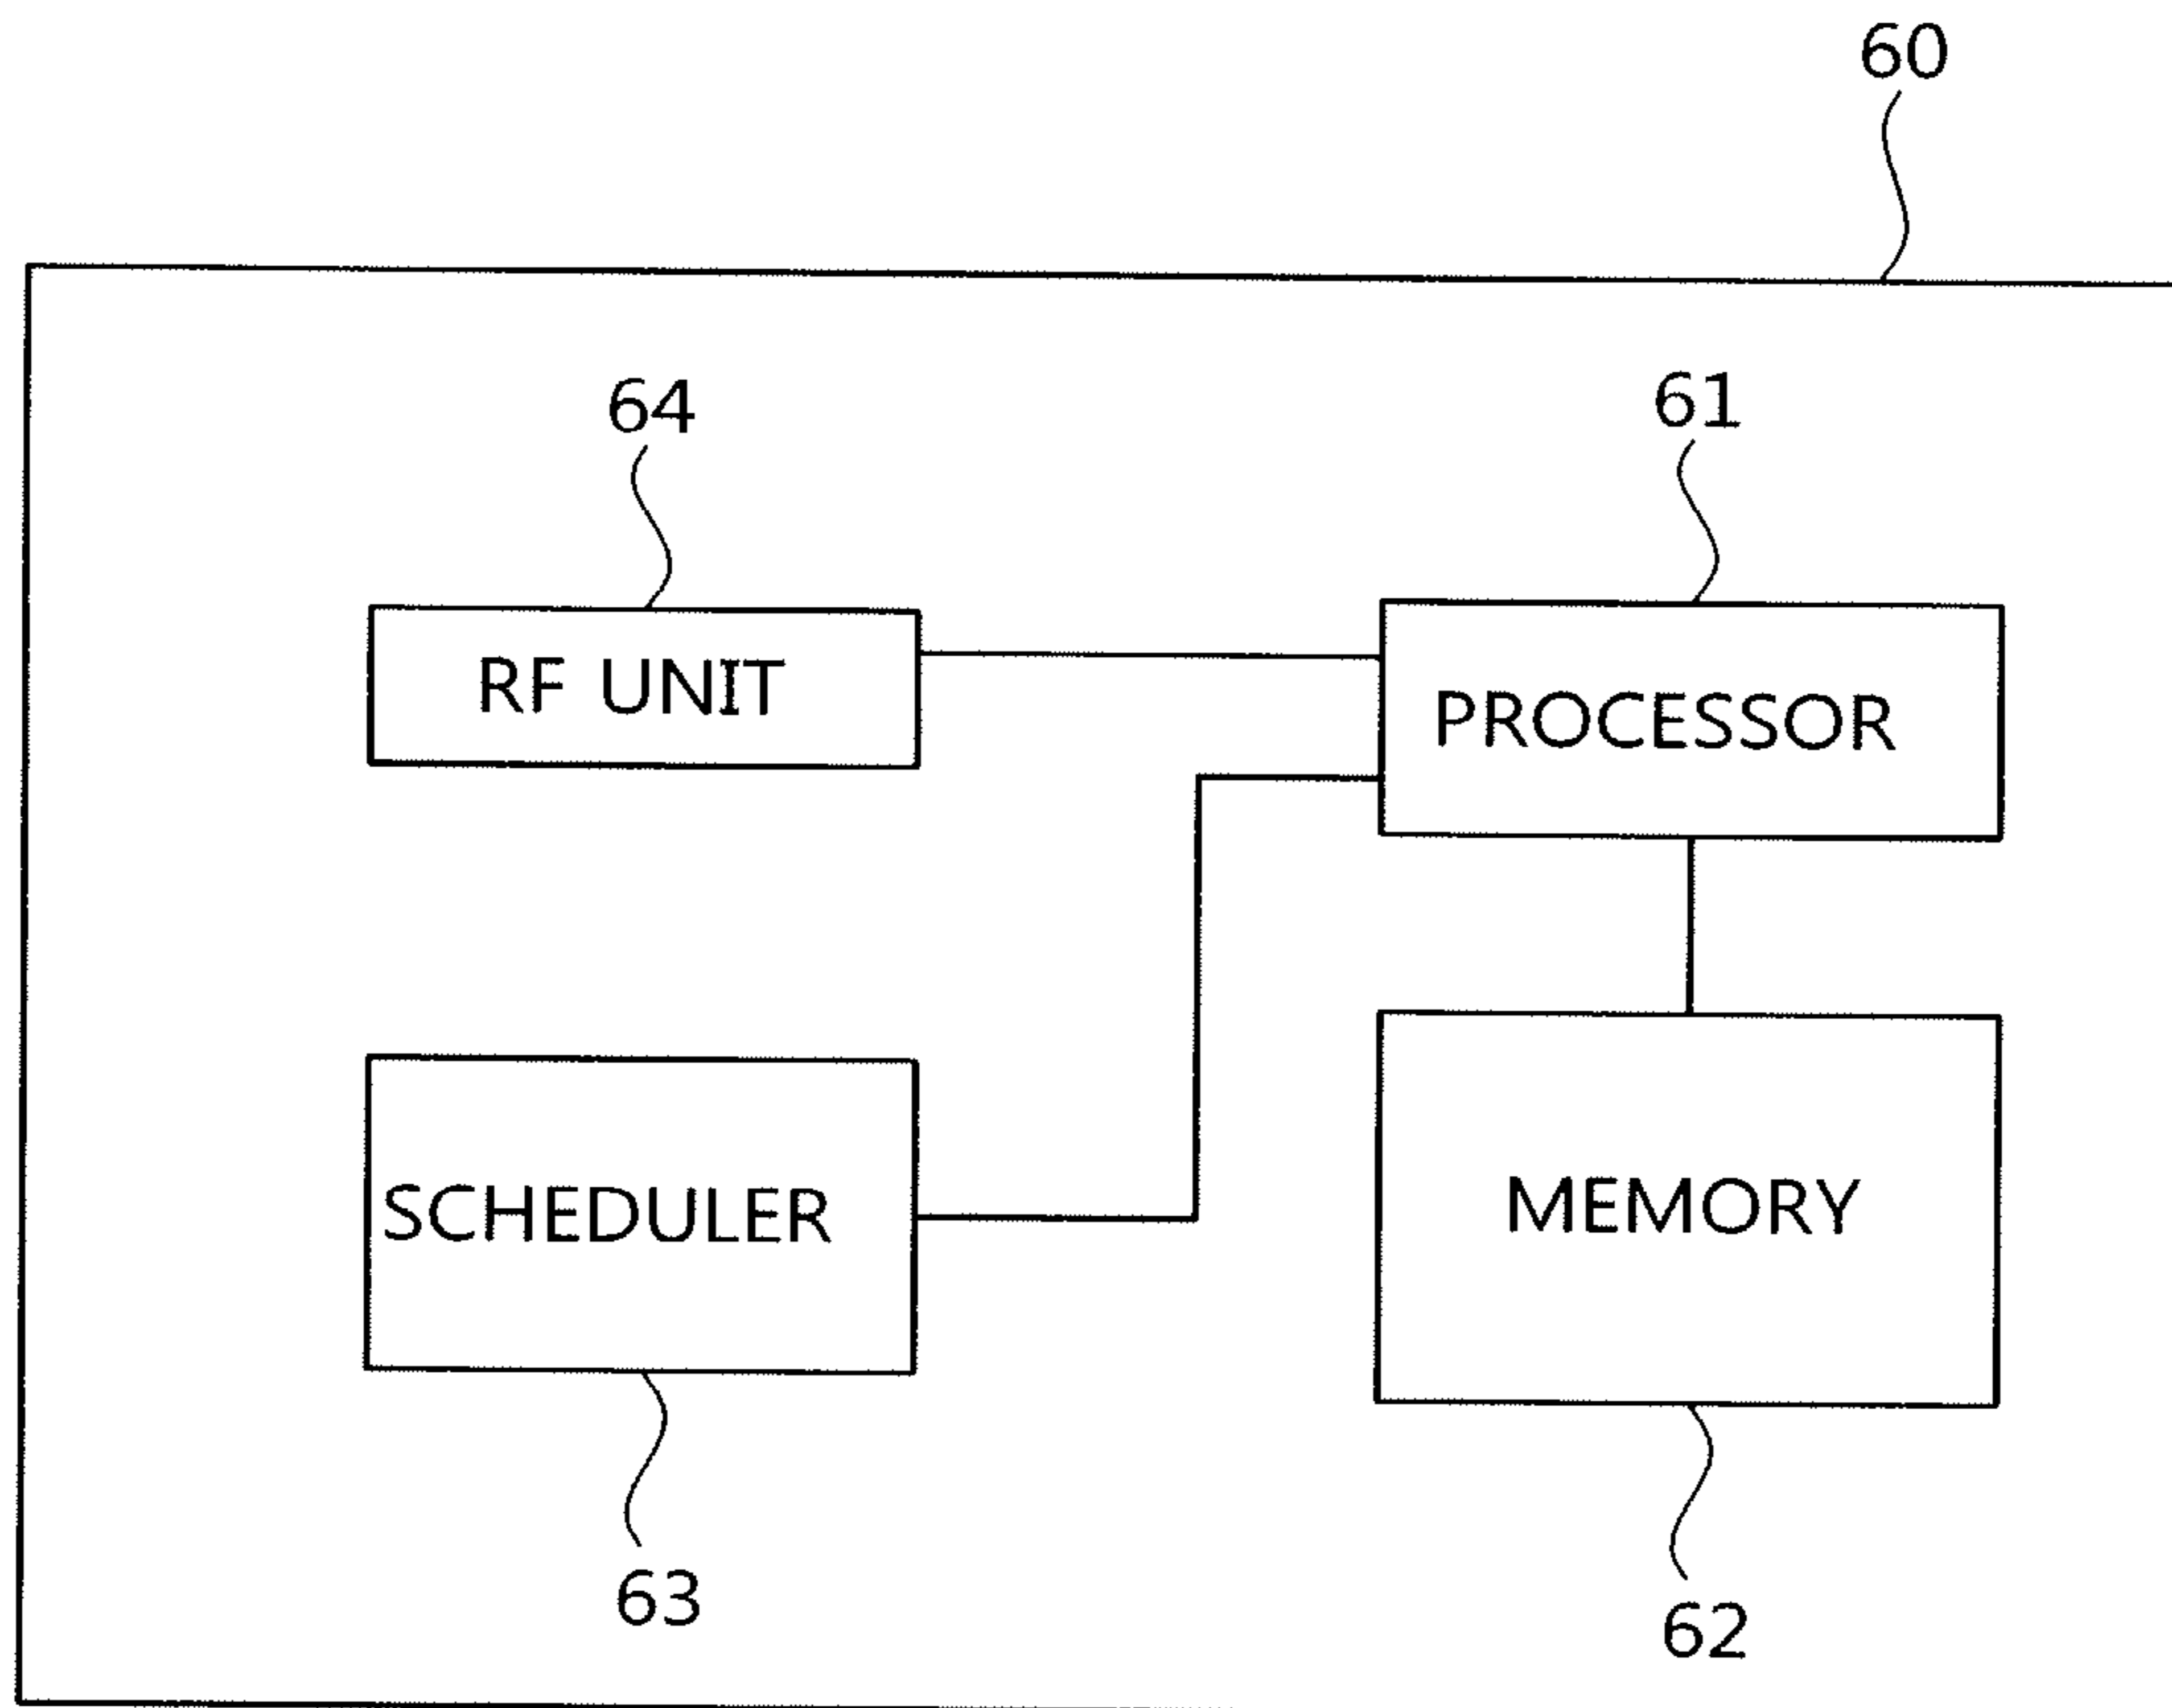 60
64
61
RF UNIT
PROCESSOR
SCHEDULER
MEMORY
63
62